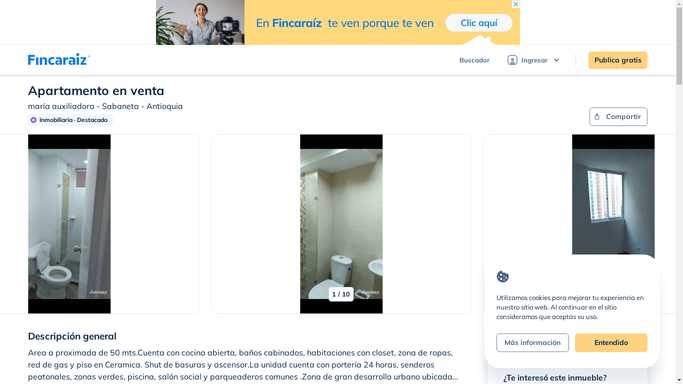 En Fincaraíz te ven porque te ven
Clic aquí
Fincaraiz
Buscador
Ingresar
Publica gratis
Apartamento en venta
maría auxiliadora - Sabaneta - Antioquia
Inmobiliaria · Destacado
Compartir
1 / 10
Utilizamos cookies para mejorar tu experiencia en
nuestro sitio web. Al continuar en el sitio
consideramos que aceptas su uso.
Más información
Entendido
Descripción general
Area a proximada de 50 mts.Cuenta con cocina abierta, baños cabinados, habitaciones con closet, zona de ropas,
red de gas y piso en Ceramica. Shut de basuras y ascensor.La unidad cuenta con portería 24 horas, senderos
peatonales, zonas verdes, piscina, salón social y parqueaderos comunes .Zona de gran desarrollo urbano ubicada...
¿Te interesó este inmueble?